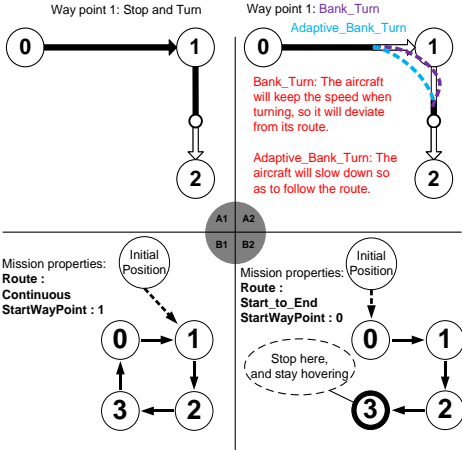 Way point 1: Stop and Turn
0
1
2
Way point 1: Bank_Turn
Adaptive_Bank_Turn
0
1
Bank_Turn: The aircraft
will keep the speed when
turning, so it will deviate
from its route.
Adaptive_Bank_Turn: The
aircraft will slow down so
as to follow the route.
2
A1 A2
B1 B2
Mission properties:
Route :
Continuous
StartWayPoint : 1
Initial
Position
0
1
3
2
Mission properties:
Route :
Start_to_End
StartWayPoint : 0
Initial
Position
0
1
Stop here,
and stay hovering
3
2